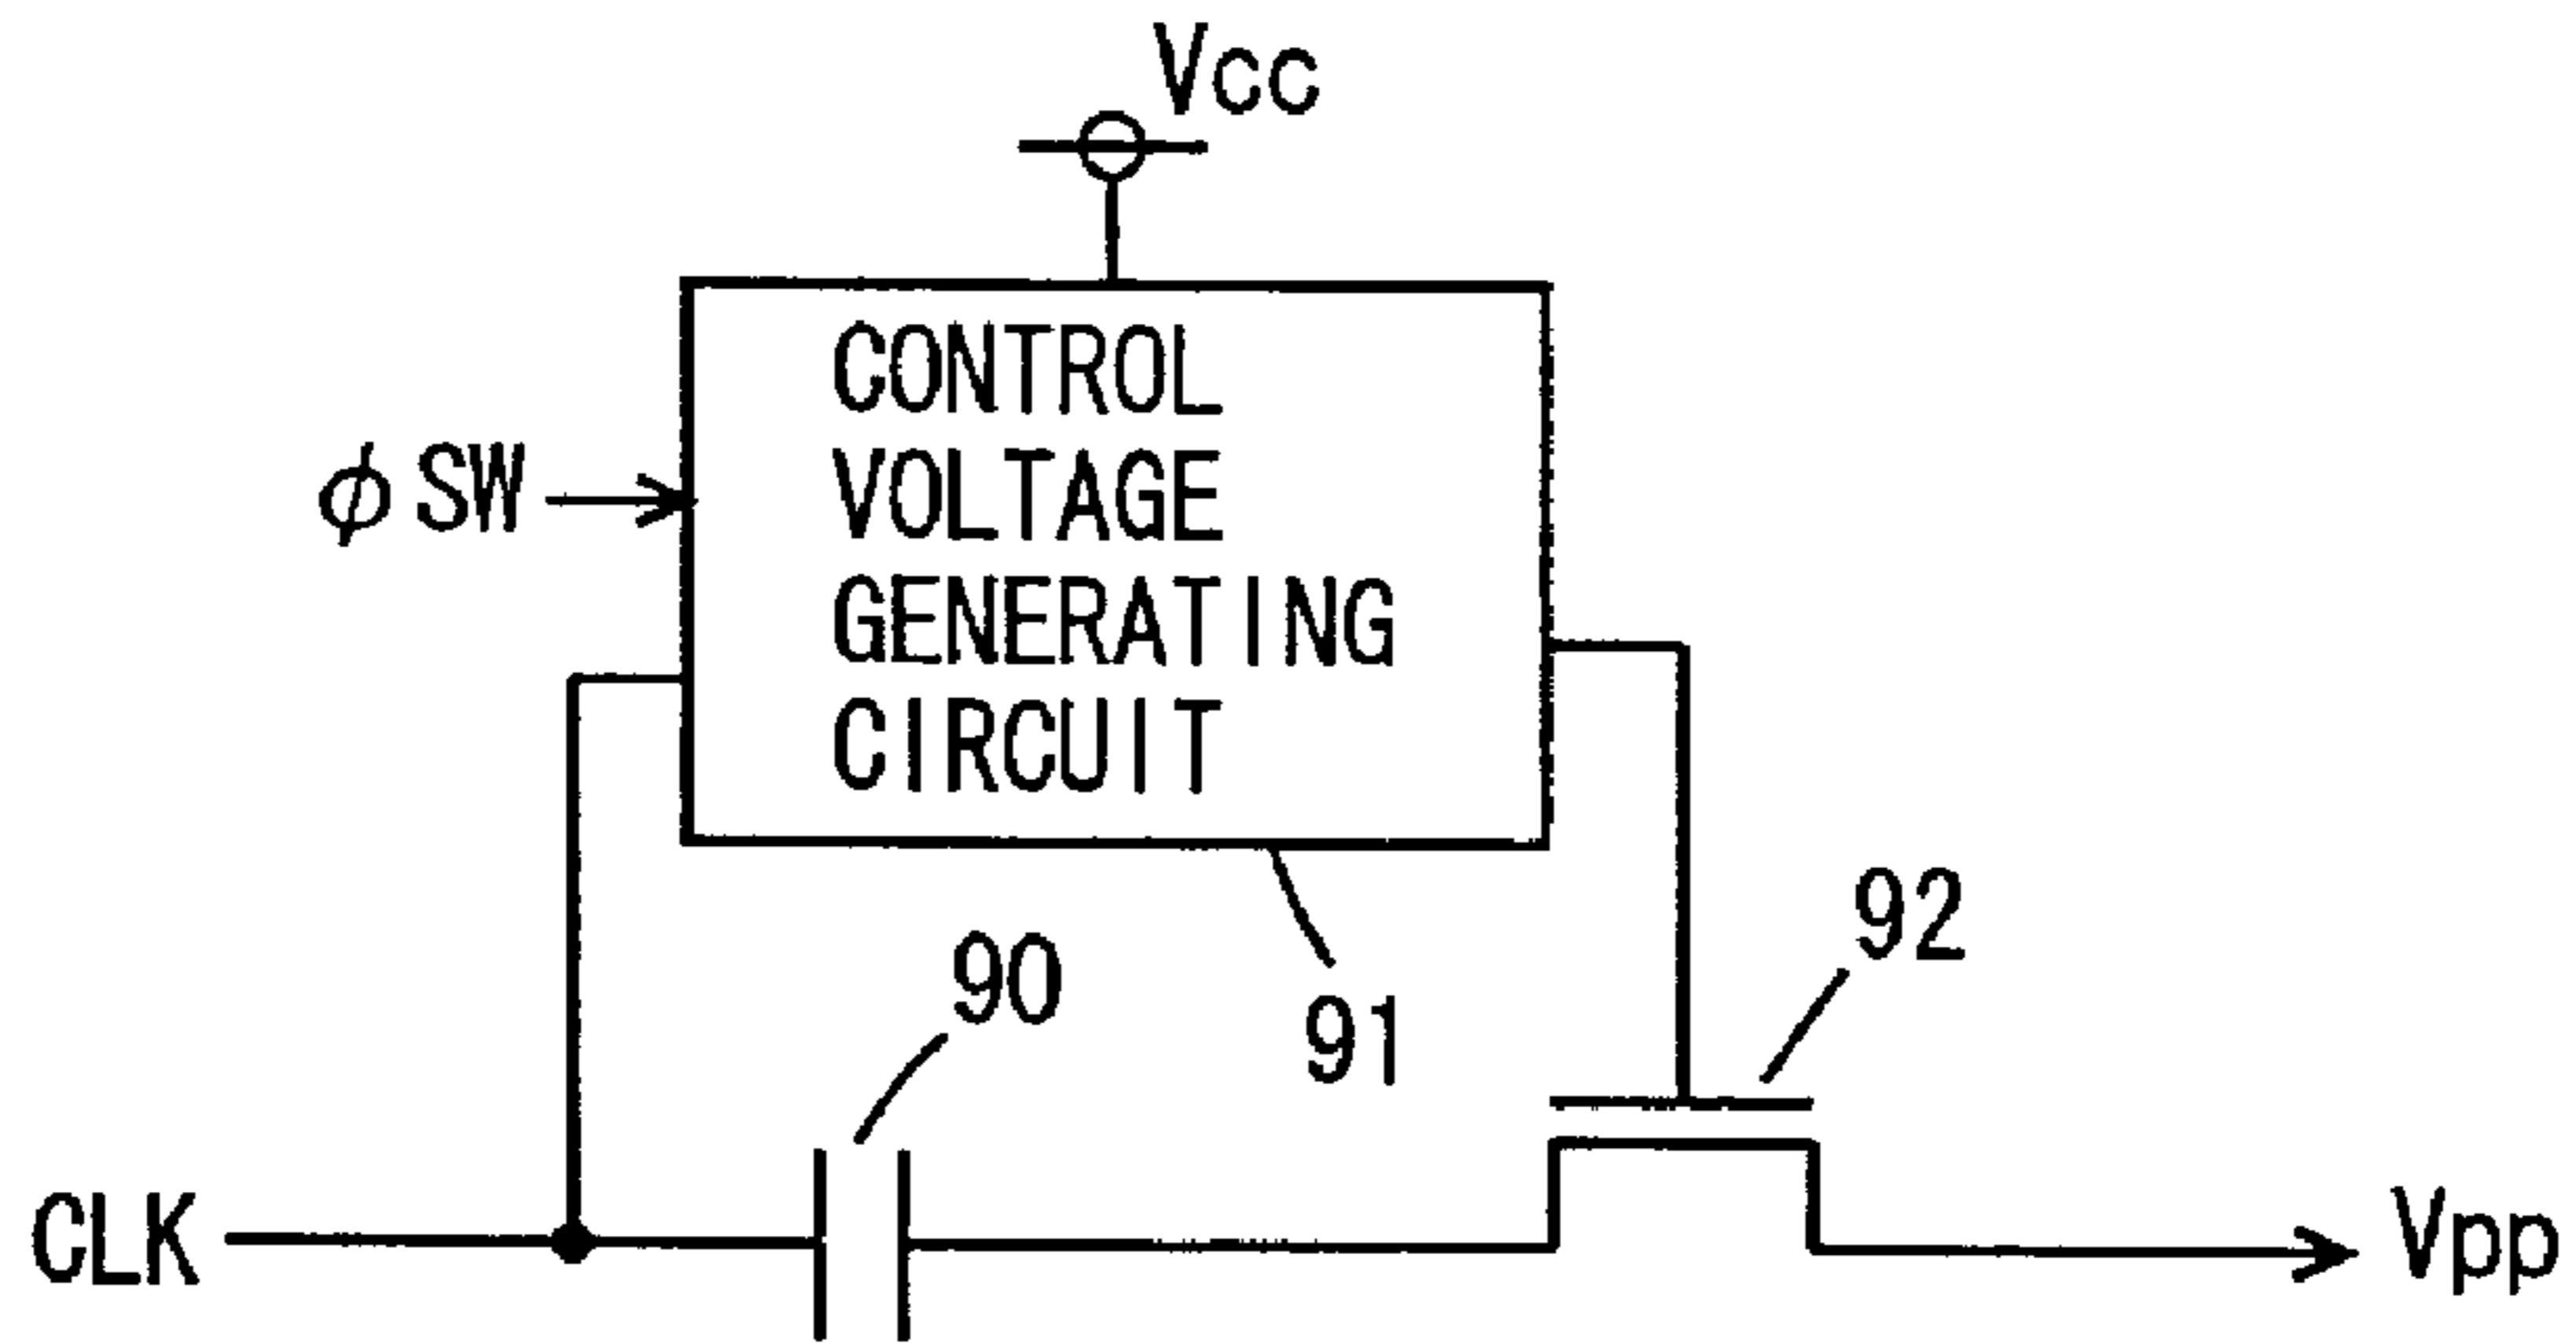 Vcc
CONTROL
VOLTAGE
GENERATING
CIRCUIT
φSW
92
90
91
CLK
Vpp